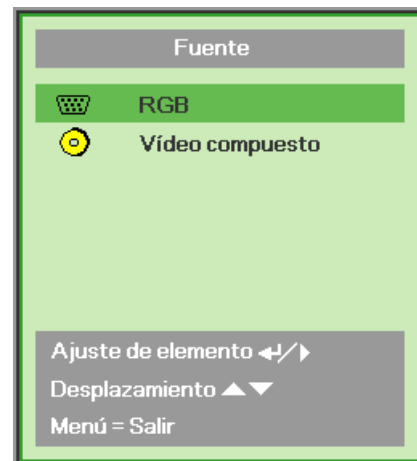 Fuente
RGB
Vídeo compuesto
Ajuste de elemento ↵/▶
Desplazamiento ▲▼
Menú = Salir